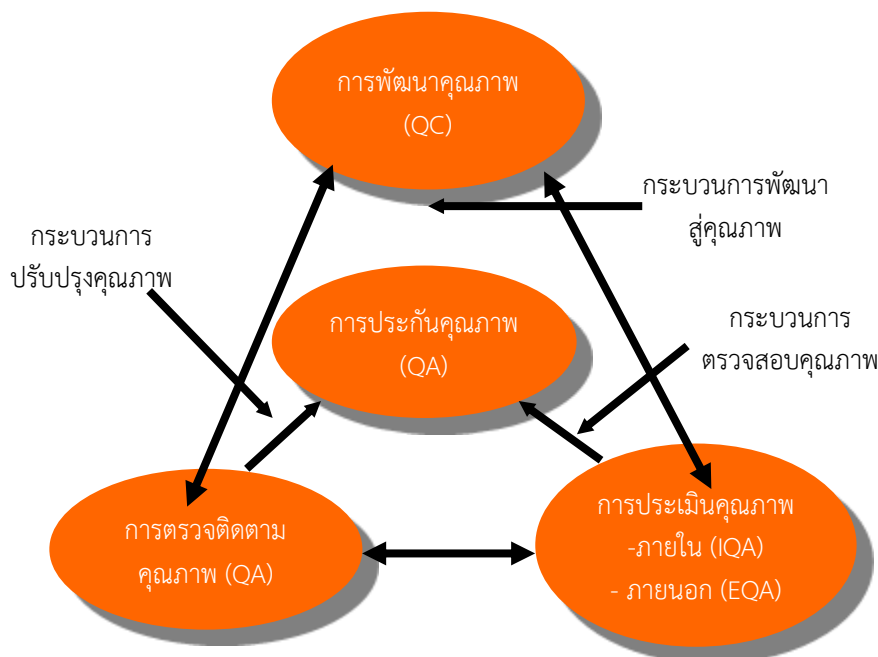 การพัฒนาคุณภาพ
(QC)
กระบวนการพัฒนา
สู่คุณภาพ
กระบวนการ
ปรับปรุงคุณภาพ
การประกันคุณภาพ
(QA)
กระบวนการ
ตรวจสอบคุณภาพ
การตรวจติดตาม
คุณภาพ (QA)
การประเมินคุณภาพ
-ภายใน (IQA)
- ภายนอก (EQA)